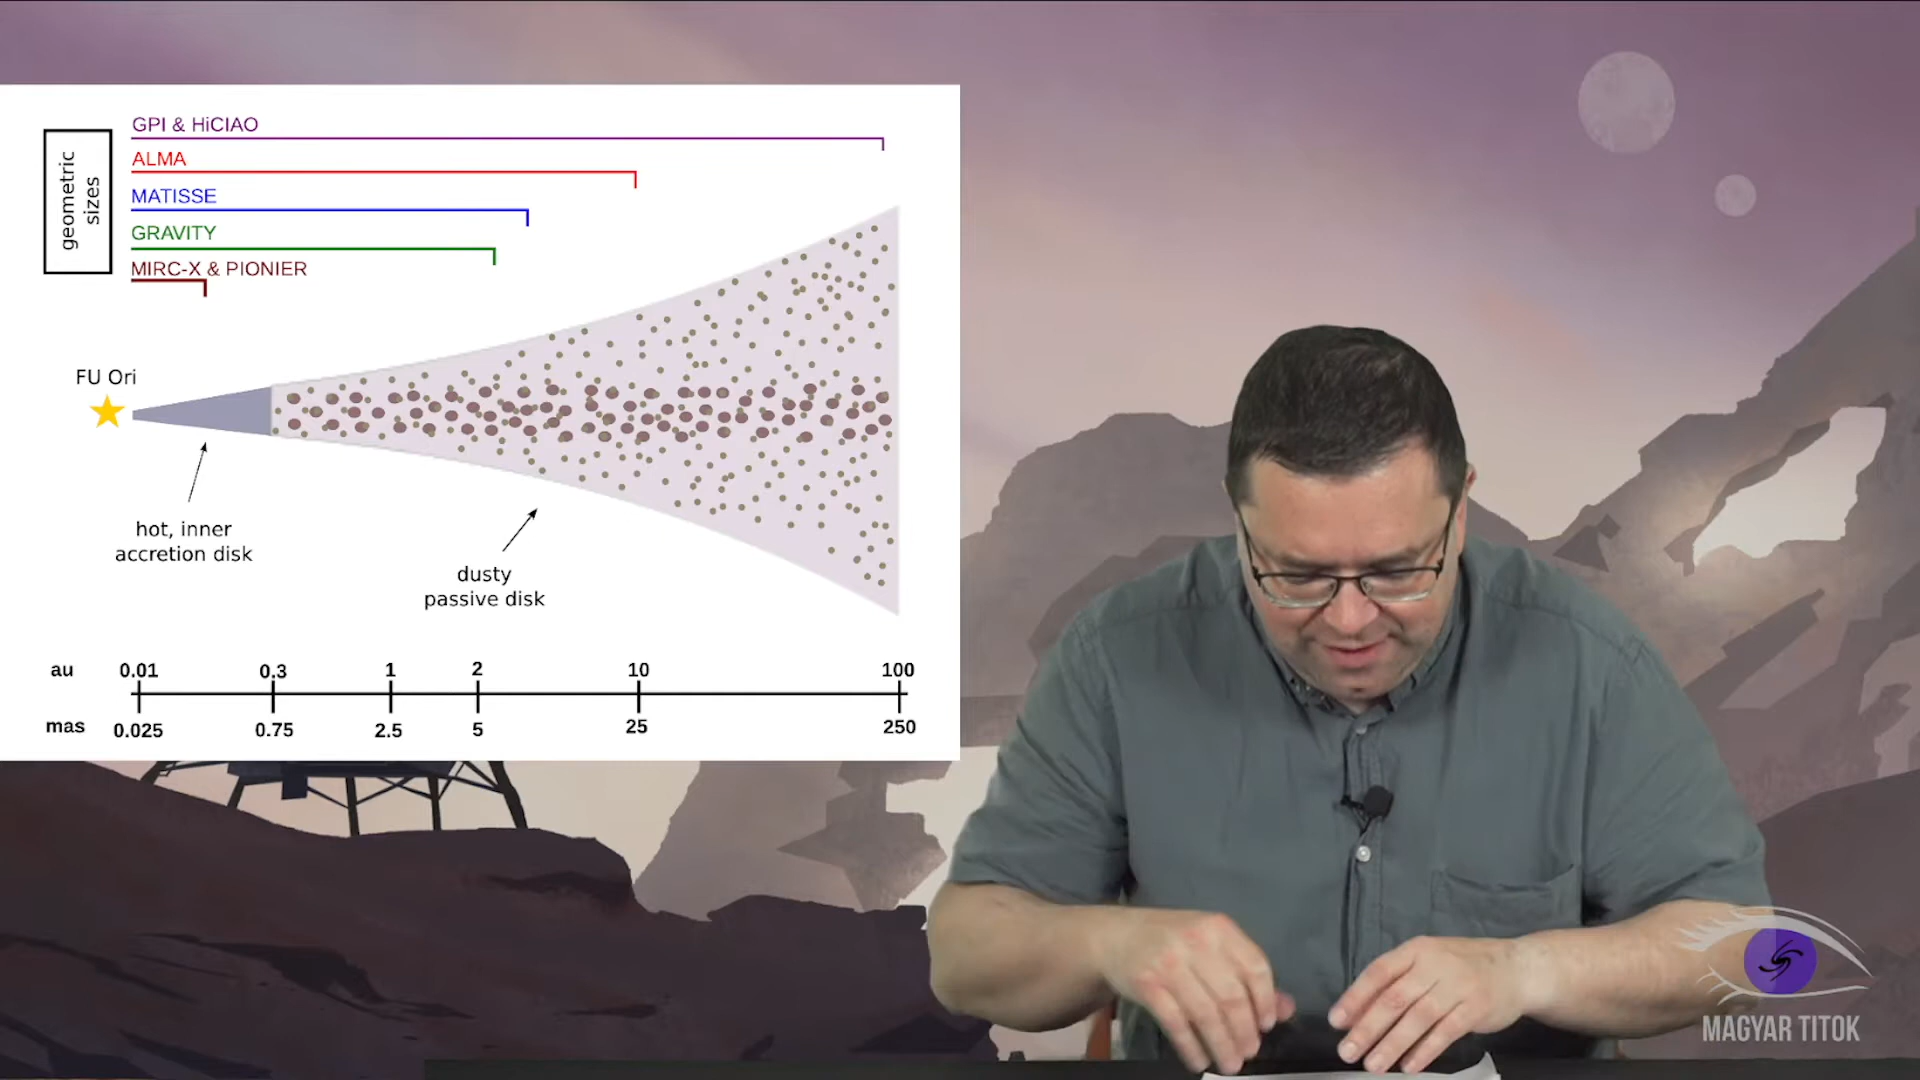 GPI & HiCIAO
ALMA
MATISSE
GRAVITY
MIRC-X & PIONIER
geometric
sizes
FU Ori
hot, inner
accretion disk
dusty
passive disk
au 0.01 0.3 1 2 10 100
mas 0.025 0.75 2.5 5 25 250
MAGYAR TITOK